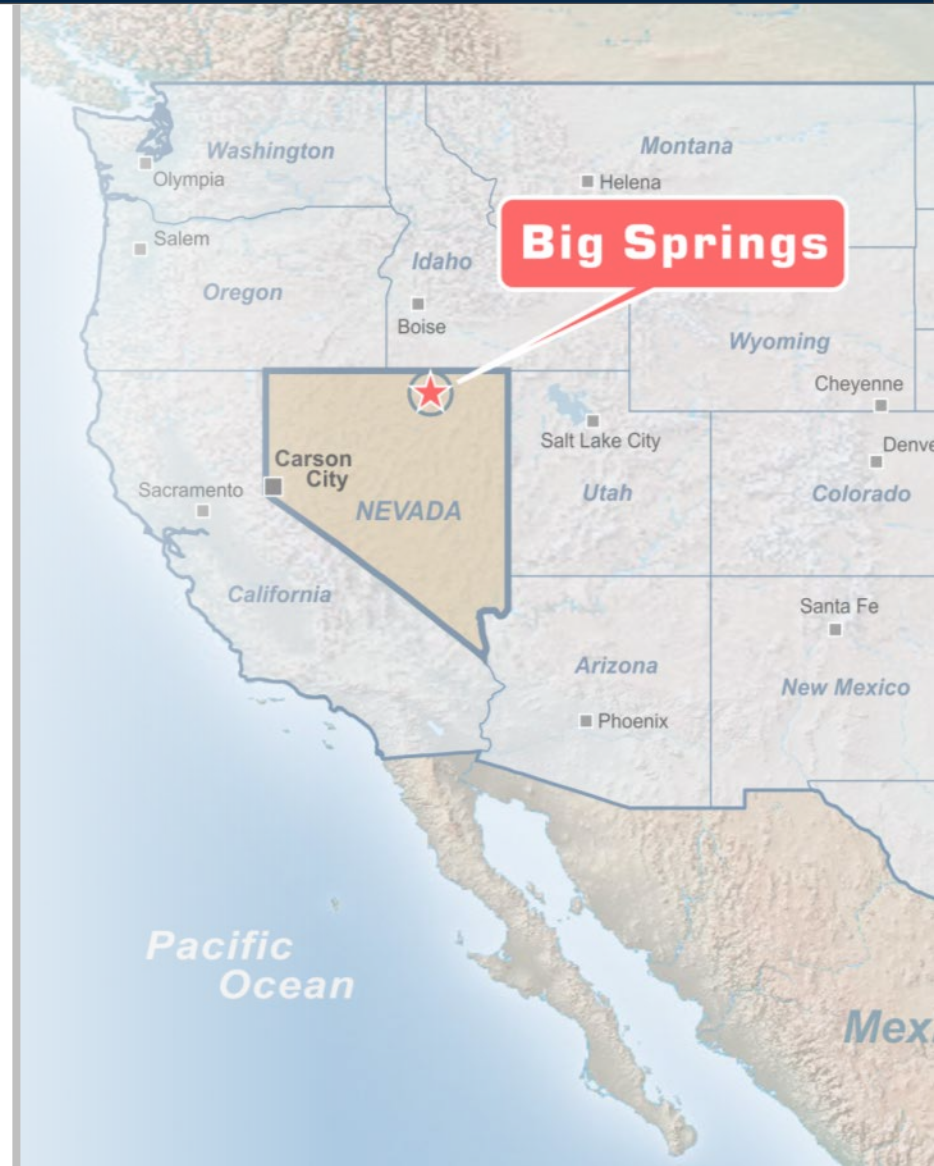 Washington
Montana
Olympia
Helena
Salem
Big Springs
Idaho
Oregon
Boise
Wyoming
Cheyenne
Salt Lake City
Denve
Carson
City
Sacramento
NEVADA
Utah
Colorado
California
Santa Fe
Arizona
New Mexico
Phoenix
Pacific
Ocean
Mex